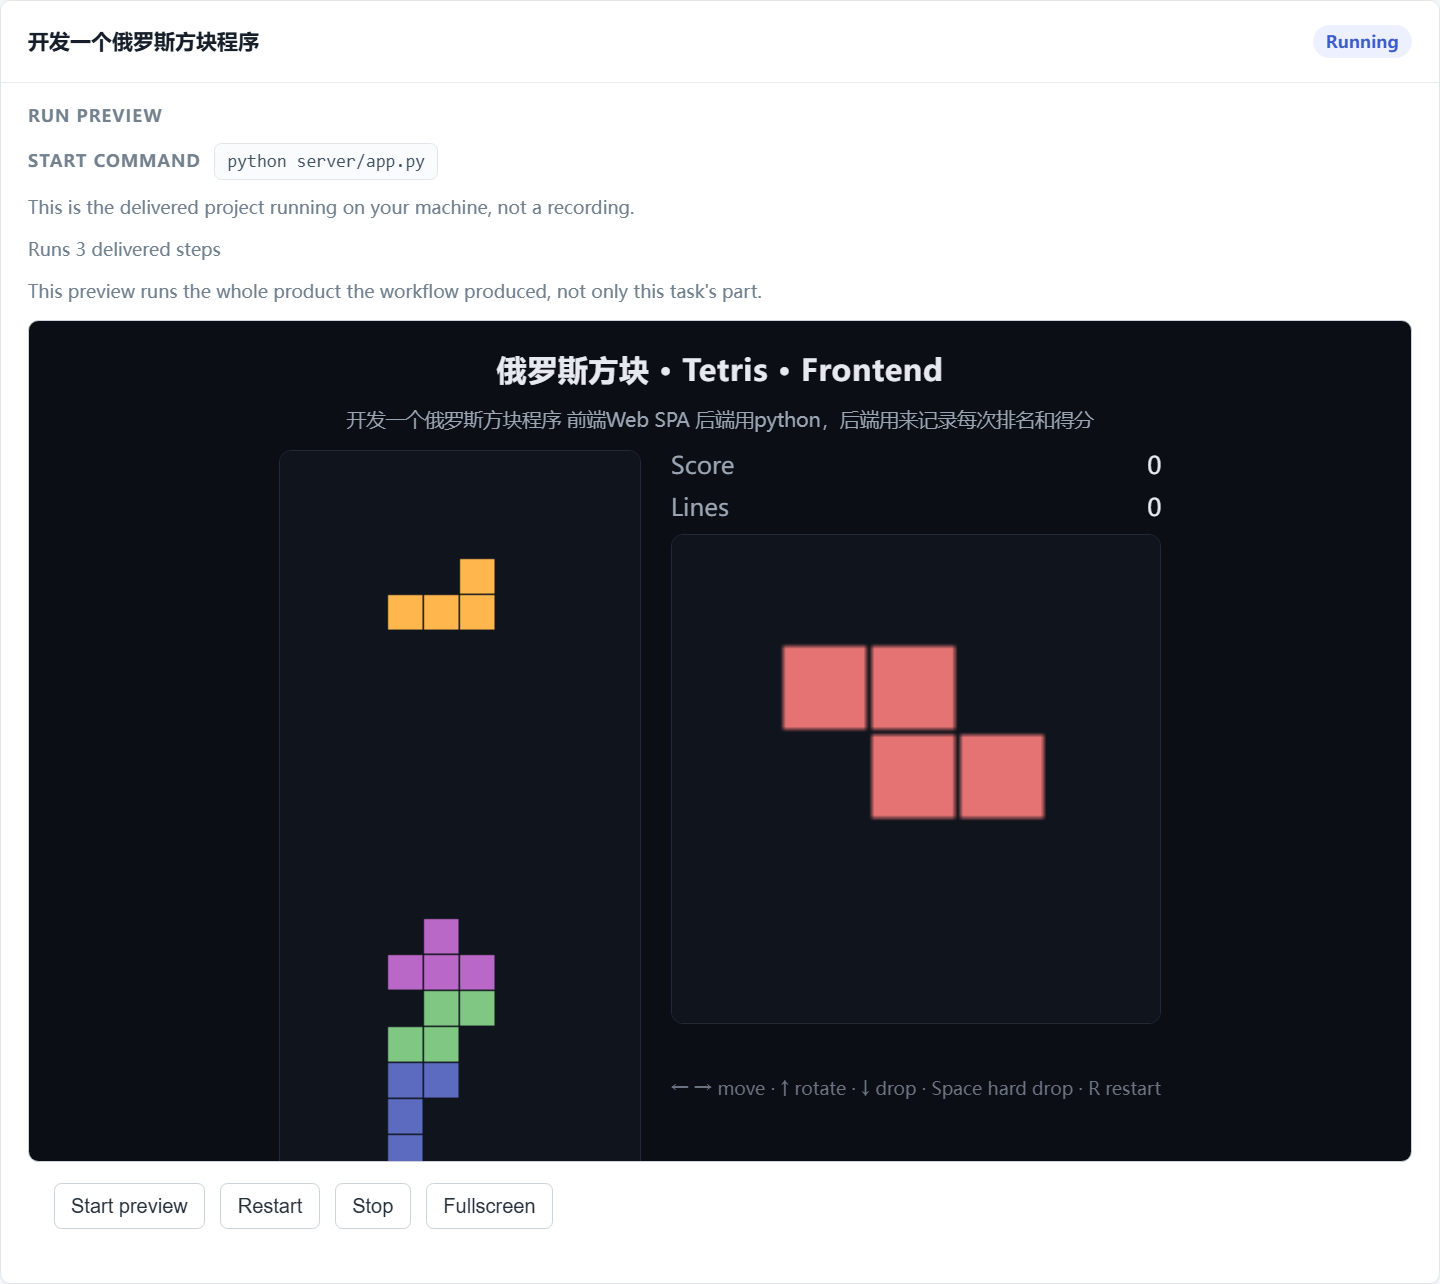 开发一个俄罗斯方块程序
Running
RUN PREVIEW
START COMMAND python server/app.py
This is the delivered project running on your machine, not a recording.
Runs 3 delivered steps
This preview runs the whole product the workflow produced, not only this task's part.
俄罗斯方块 • Tetris • Frontend
开发一个俄罗斯方块程序 前端Web SPA 后端用python，后端用来记录每次排名和得分
Score 0
Lines 0
←→ move · ↑ rotate · ↓ drop · Space hard drop · R restart
Start preview Restart Stop Fullscreen